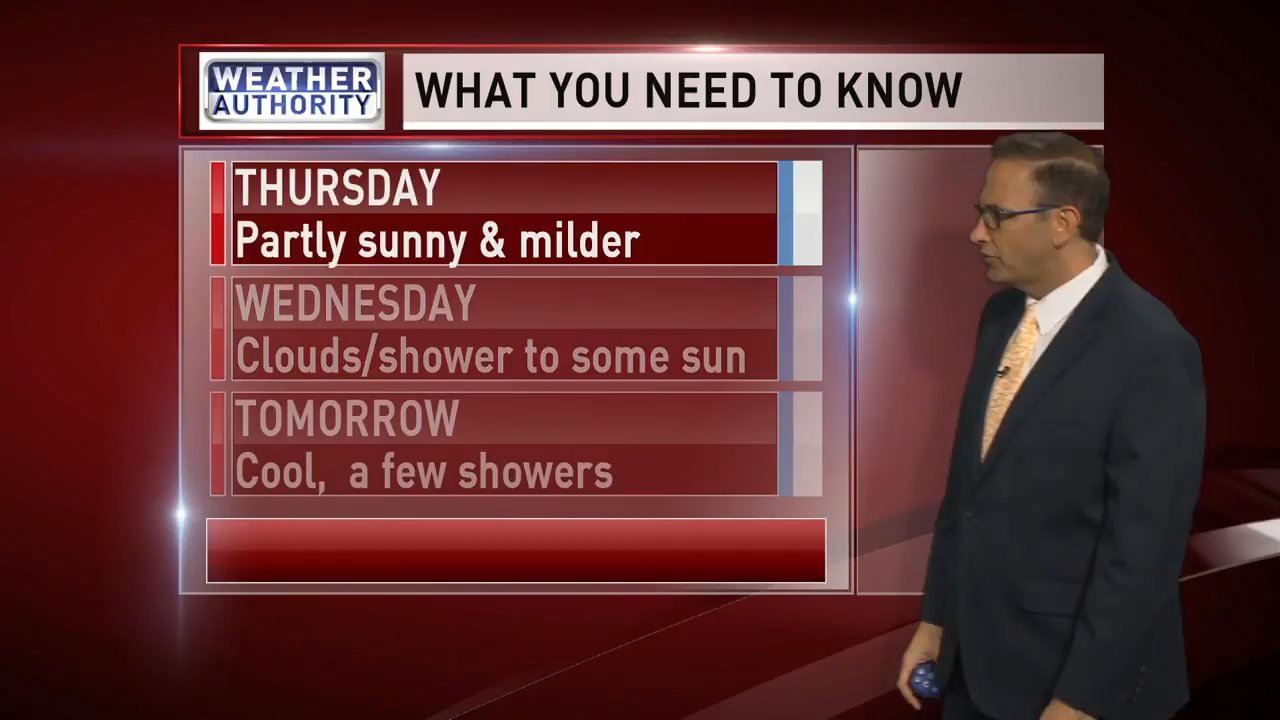 WEATHER
AUTHORITY
WHAT YOU NEED TO KNOW
THURSDAY
Partly sunny & milder
WEDNESDAY
Clouds/shower to some sun
TOMORROW
Cool, a few showers